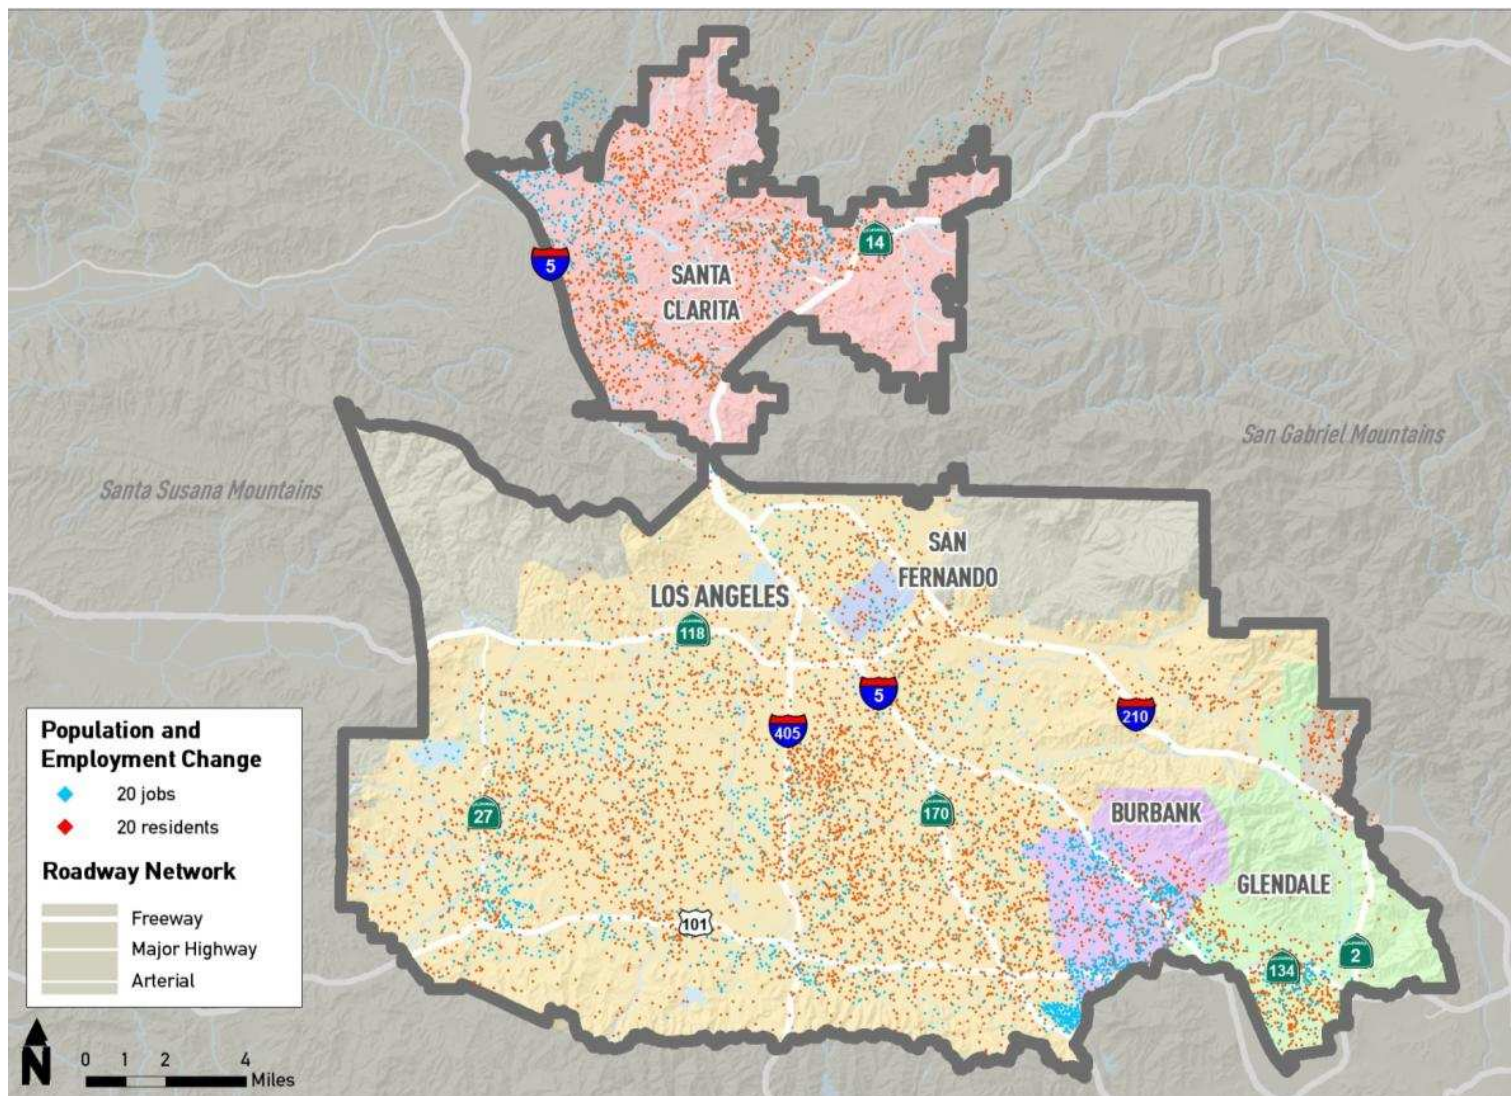 5
14
SANTA
CLARITA
San Gabriel Mountains
Santa Susana Mountains
SAN
FERNANDO
LOS ANGELES
118
5
405
210
27
170
BURBANK
GLENDALE
101
134
2
Population and
Employment Change
20 jobs
20 residents
Roadway Network
Freeway
Major Highway
Arterial
N
0 1 2 4
Miles